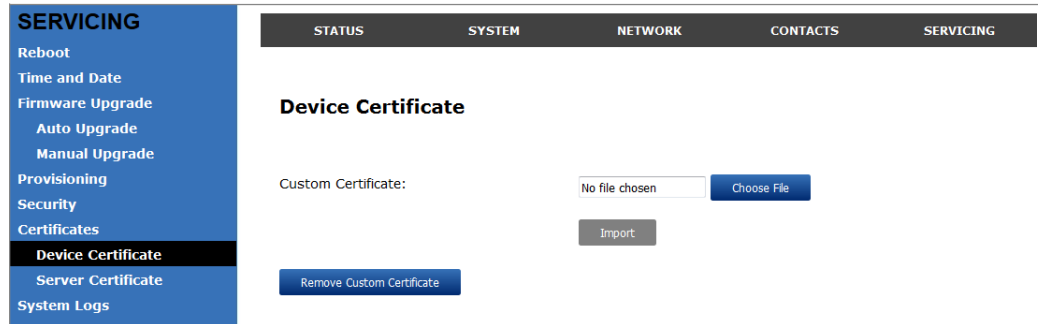 SERVICING
Reboot
Time and Date
Firmware Upgrade
Auto Upgrade
Manual Upgrade
Provisioning
Security
Certificates
Device Certificate
Server Certificate
System Logs
STATUS SYSTEM NETWORK CONTACTS SERVICING
Device Certificate
Custom Certificate: No file chosen Choose File
Import
Remove Custom Certificate